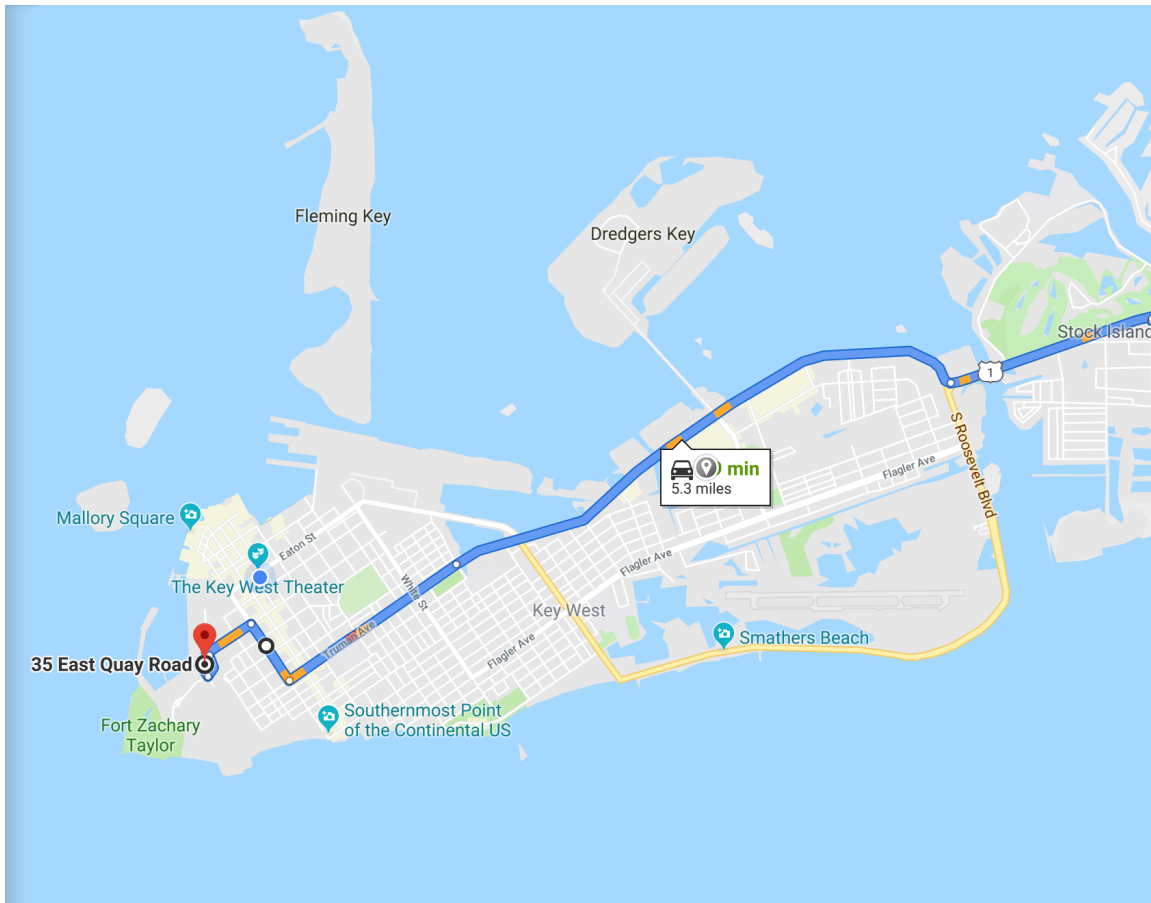 Fleming Key
Dredgers Key
Stock Island
1
S Roosevelt Blvd
min
5.3 miles
Flagler Ave
Mallory Square
Eaton St
The Key West Theater
White St
Flagler Ave
Key West
Truman Ave
Smathers Beach
Flagler Ave
35 East Quay Road
Southernmost Point
of the Continental US
Fort Zachary
Taylor